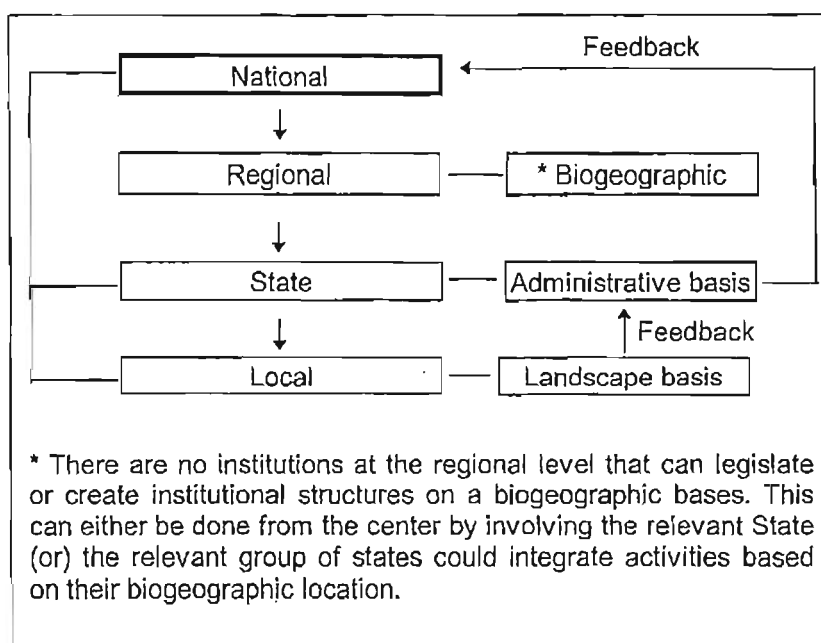 Feedback
National
Regional
* Biogeographic
State
Administrative basis
Feedback
Local
Landscape basis
* There are no institutions at the regional level that can legislate
or create institutional structures on a biogeographic bases. This
can either be done from the center by involving the relevant State
(or) the relevant group of states could integrate activities based
on their biogeographic location.